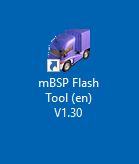 mBSP Flash
Tool (en)
V1.30